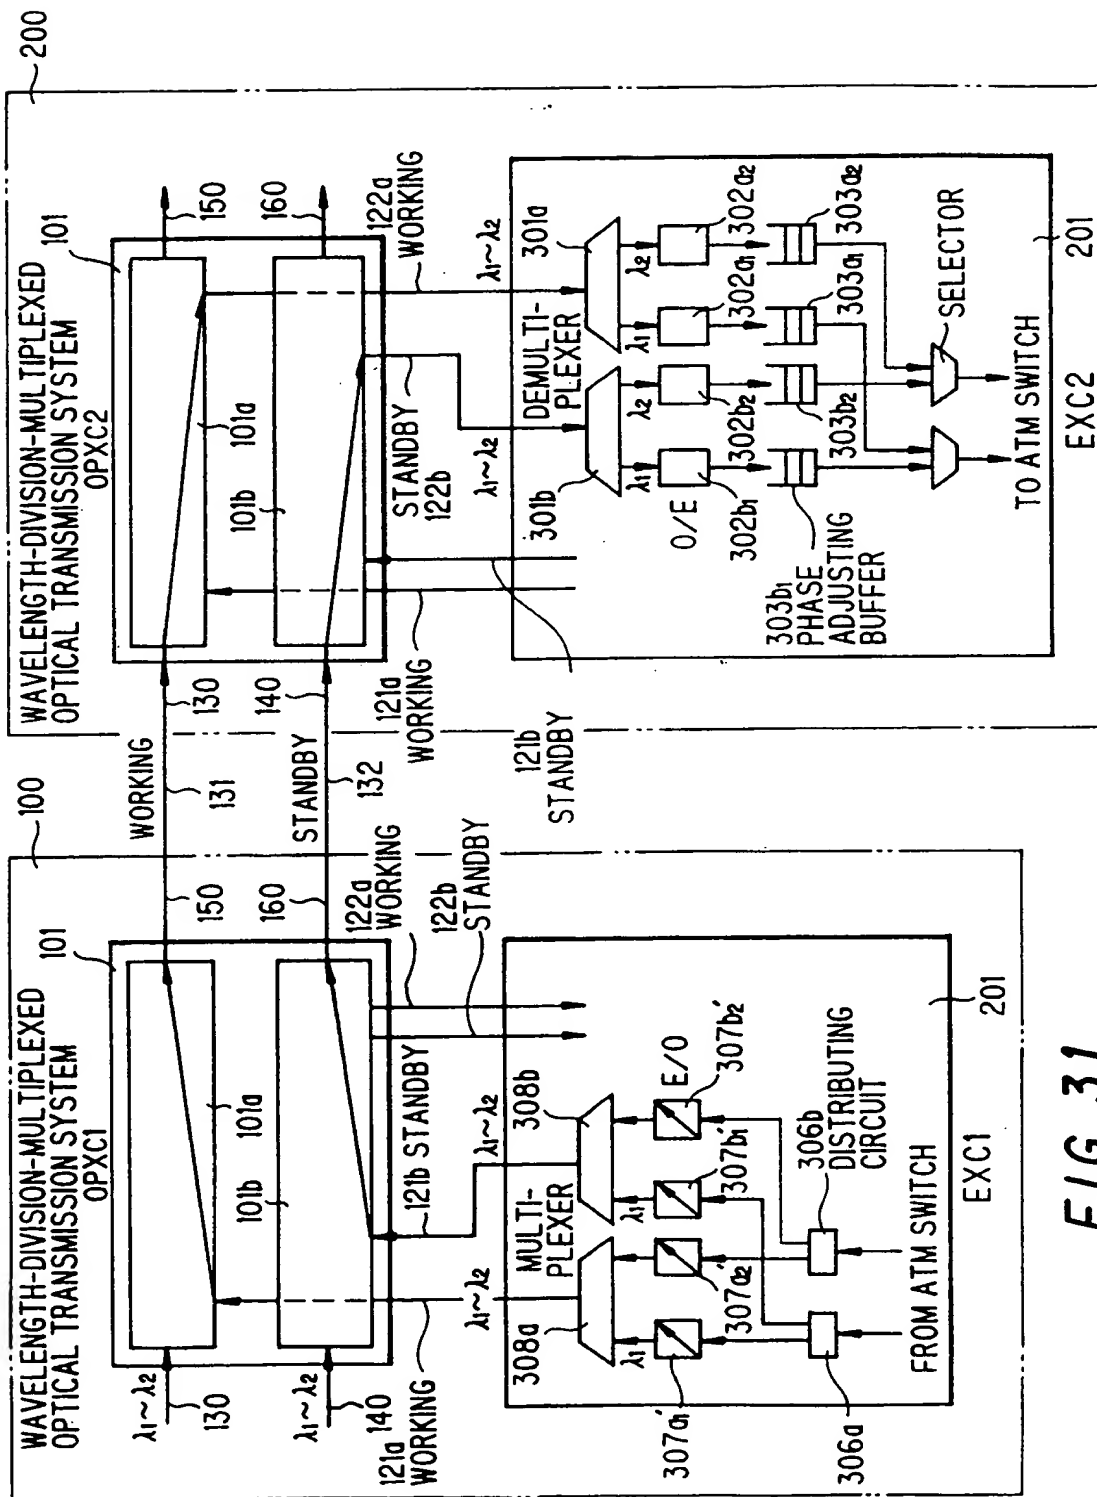 WAVELENGTH-DIVISION-MULTIPLEXED
OPTICAL TRANSMISSION SYSTEM
OPXC1
100
101
λ1~λ2
130
λ1~λ2
140
101a
101b
150
160
WORKING
131
STANDBY
132
121a
WORKING
121b STANDBY
122a
WORKING
122b
STANDBY
λ1~λ2
λ1~λ2
MULTI-
PLEXER
308a
308b
λ1
λ1
E/O
307a1'
307a2'
307b1'
307b2'
306a
306b
DISTRIBUTING
CIRCUIT
FROM ATM SWITCH
201
EXC1
WAVELENGTH-DIVISION-MULTIPLEXED
OPTICAL TRANSMISSION SYSTEM
OPXC2
200
101
130
140
101a
101b
150
160
121a
WORKING
121b
STANDBY
STANDBY
122b
122a
WORKING
λ1~λ2
λ1~λ2
DEMULTI-
PLEXER
301b
301a
λ1
λ2
λ1
λ2
O/E
302b1
302b2
302a1
302a2
303b1
PHASE
ADJUSTING
BUFFER
303b2
303a1
303a2
SELECTOR
TO ATM SWITCH
201
EXC2
FIG. 31